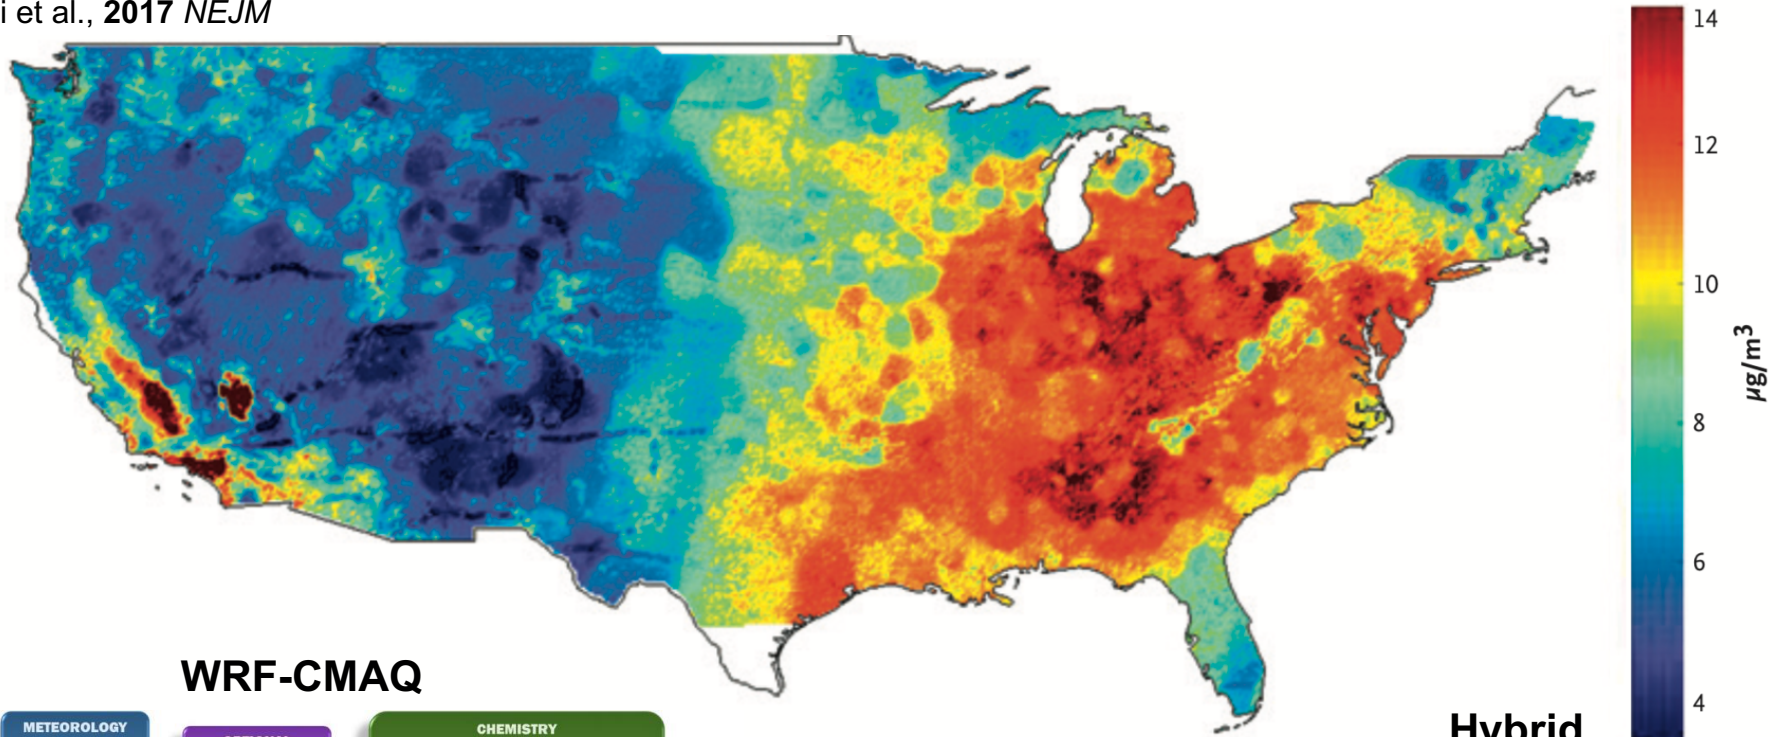 i et al., 2017 NEJM
14
12
10
8
6
4
µg/m³
WRF-CMAQ
METEOROLOGY
CHEMISTRY
Hybrid